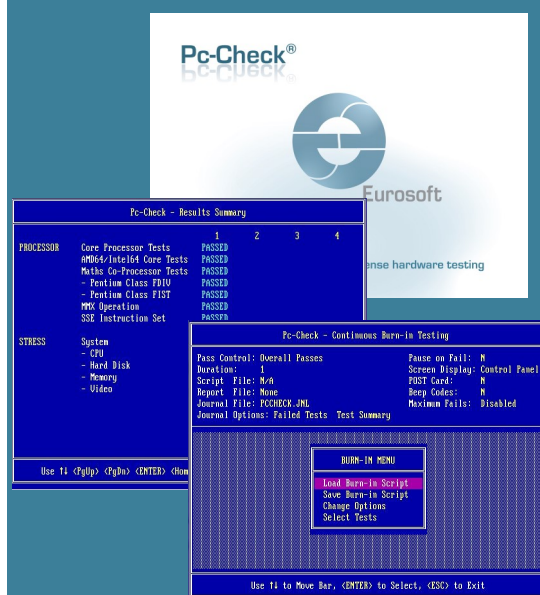 Pc-Check®
Eurosoft
ense hardware testing
Pc-Check - Results Summary
1 2 3 4
PROCESSOR Core Processor Tests PASSED
AMD64/Intel64 Core Tests PASSED
Maths Co-Processor Tests PASSED
- Pentium Class FDIV PASSED
- Pentium Class FIST PASSED
MMX Operation PASSED
SSE Instruction Set PASSED
STRESS System
- CPU
- Hard Disk
- Memory
- Video
Use ↑↓ <PgUp> <PgDn> <ENTER> <Hom
Pc-Check - Continuous Burn-in Testing
Pass Control: Overall Passes Pause on Fail: N
Duration: 1 Screen Display: Control Panel
Script File: N/A POST Card: N
Report File: None Beep Codes: N
Journal File: PCCHECK.JNL Maximum Fails: Disabled
Journal Options: Failed Tests Test Summary
BURN-IN MENU
Load Burn-in Script
Save Burn-in Script
Change Options
Select Tests
Use ↑↓ to Move Bar, <ENTER> to Select, <ESC> to Exit